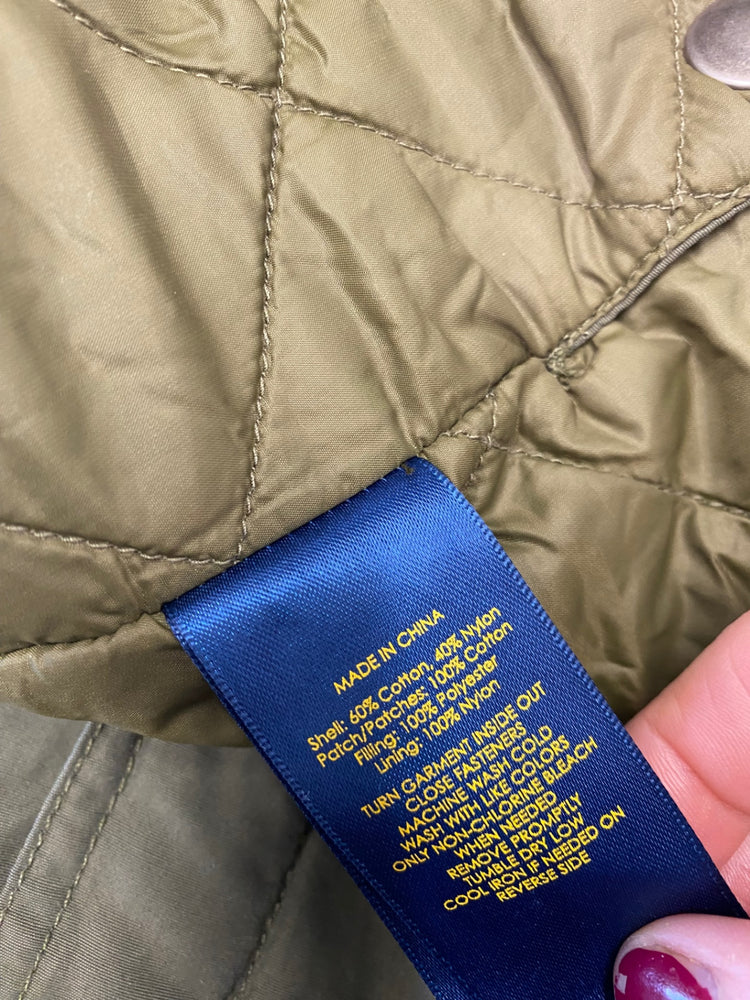 MADE IN CHINA
Shell: 60% Cotton, 40% Nylon
Patch/Patches: 100% Cotton
Filling: 100% Polyester
Lining: 100% Nylon
TURN GARMENT INSIDE OUT
CLOSE FASTENERS
MACHINE WASH COLD
WASH WITH LIKE COLORS
ONLY NON-CHLORINE BLEACH
WHEN NEEDED
REMOVE PROMPTLY
TUMBLE DRY LOW
COOL IRON IF NEEDED ON
REVERSE SIDE